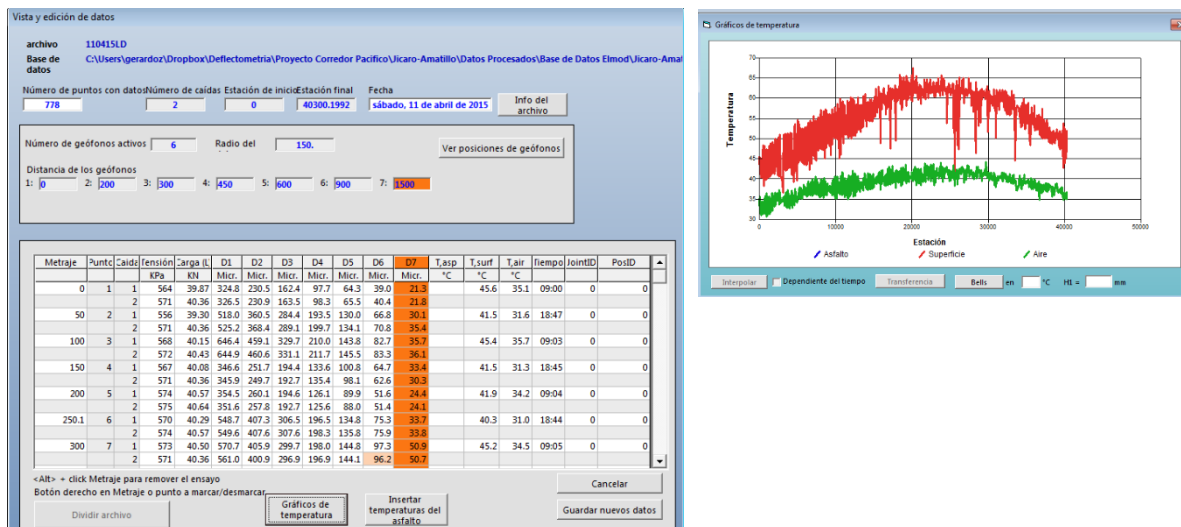 Vista y edición de datos
archivo 110415LD
Base de datos C:\Users\gerardoz\Dropbox\Deflectometria\Proyecto Corredor Pacifico\Jicaro-Amatillo\Datos Procesados\Base de Datos Elmod\Jicaro-Amat
Número de puntos con datos Número de caídas Estación de inicio Estación final Fecha
778 2 0 40300.1992 sábado, 11 de abril de 2015 Info del archivo
Número de geófonos activos 6 Radio del 150. Ver posiciones de geófonos
Distancia de los geófonos
1: 0 2: 200 3: 300 4: 450 5: 600 6: 900 7: 1500
Metraje Punto Caída Tensión Carga (L D1 D2 D3 D4 D5 D6 D7 T,asp T,surf T,air Tiempo JointID PosID
KPa KN Micr. Micr. Micr. Micr. Micr. Micr. Micr. °C °C °C
0 1 1 564 39.87 324.8 230.5 162.4 97.7 64.3 39.0 21.3 45.6 35.1 09:00 0 0
2 571 40.36 326.5 230.9 163.5 98.3 65.5 40.4 21.8
50 2 1 556 39.30 518.0 360.5 284.4 193.5 130.0 66.8 30.1 41.5 31.6 18:47 0 0
2 571 40.36 525.2 368.4 289.1 199.7 134.1 70.8 35.4
100 3 1 568 40.15 646.4 459.1 329.7 210.0 143.8 82.7 35.7 45.4 35.7 09:03 0 0
2 572 40.43 644.9 460.6 331.1 211.7 145.5 83.3 36.1
150 4 1 567 40.08 346.6 251.7 194.4 133.6 100.8 64.7 33.4 41.5 31.3 18:45 0 0
2 571 40.36 345.9 249.7 192.7 135.4 98.1 62.6 30.3
200 5 1 574 40.57 354.5 260.1 194.6 126.1 89.9 51.6 24.4 41.9 34.2 09:04 0 0
2 575 40.64 351.6 257.8 192.7 125.6 88.0 51.4 24.1
250.1 6 1 570 40.29 548.7 407.3 306.5 196.5 134.8 75.3 33.7 40.3 31.0 18:44 0 0
2 574 40.57 549.6 407.6 307.6 198.3 135.8 75.9 33.8
300 7 1 573 40.50 570.7 405.9 299.7 198.0 144.8 97.3 50.9 45.2 34.5 09:05 0 0
2 571 40.36 561.0 400.9 296.9 196.9 144.1 96.2 50.7
<Alt> + click Metraje para remover el ensayo
Botón derecho en Metraje o punto a marcar/desmarcar
Cancelar
Dividir archivo Gráficos de temperatura Insertar temperaturas del asfalto Guardar nuevos datos
Gráficos de temperatura
Temperatura
70
65
60
55
50
45
40
35
30
0 10000 20000 30000 40000 50000
Estación
Asfalto Superficie Aire
Interpolar Dependiente del tiempo Transferencia Bells en °C H1 = mm